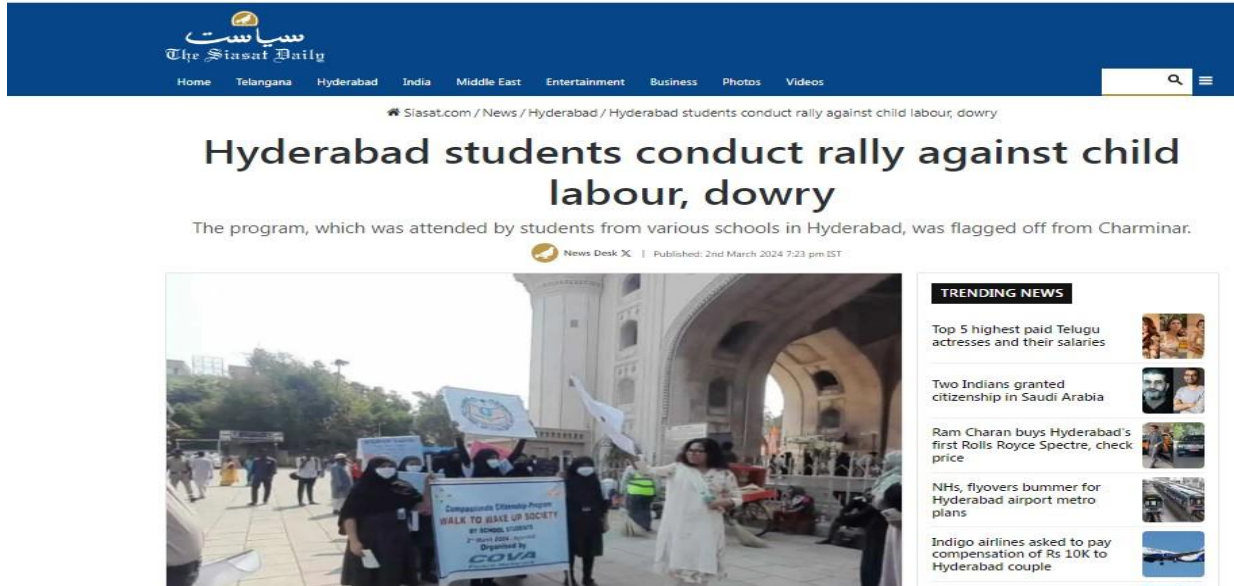 سیاست
The Siasat Daily
Home Telangana Hyderabad India Middle East Entertainment Business Photos Videos
Siasat.com / News / Hyderabad / Hyderabad students conduct rally against child labour, dowry
Hyderabad students conduct rally against child
labour, dowry
The program, which was attended by students from various schools in Hyderabad, was flagged off from Charminar.
News Desk X | Published: 2nd March 2024 7:23 pm IST
Compassionate Citizenship Program
WALK TO WAKE UP SOCIETY
BY SCHOOL STUDENTS
2nd March 2024
Organised by
COVA
TRENDING NEWS
Top 5 highest paid Telugu
actresses and their salaries
Two Indians granted
citizenship in Saudi Arabia
Ram Charan buys Hyderabad's
first Rolls Royce Spectre, check
price
NHs, flyovers bummer for
Hyderabad airport metro
plans
Indigo airlines asked to pay
compensation of Rs 10K to
Hyderabad couple